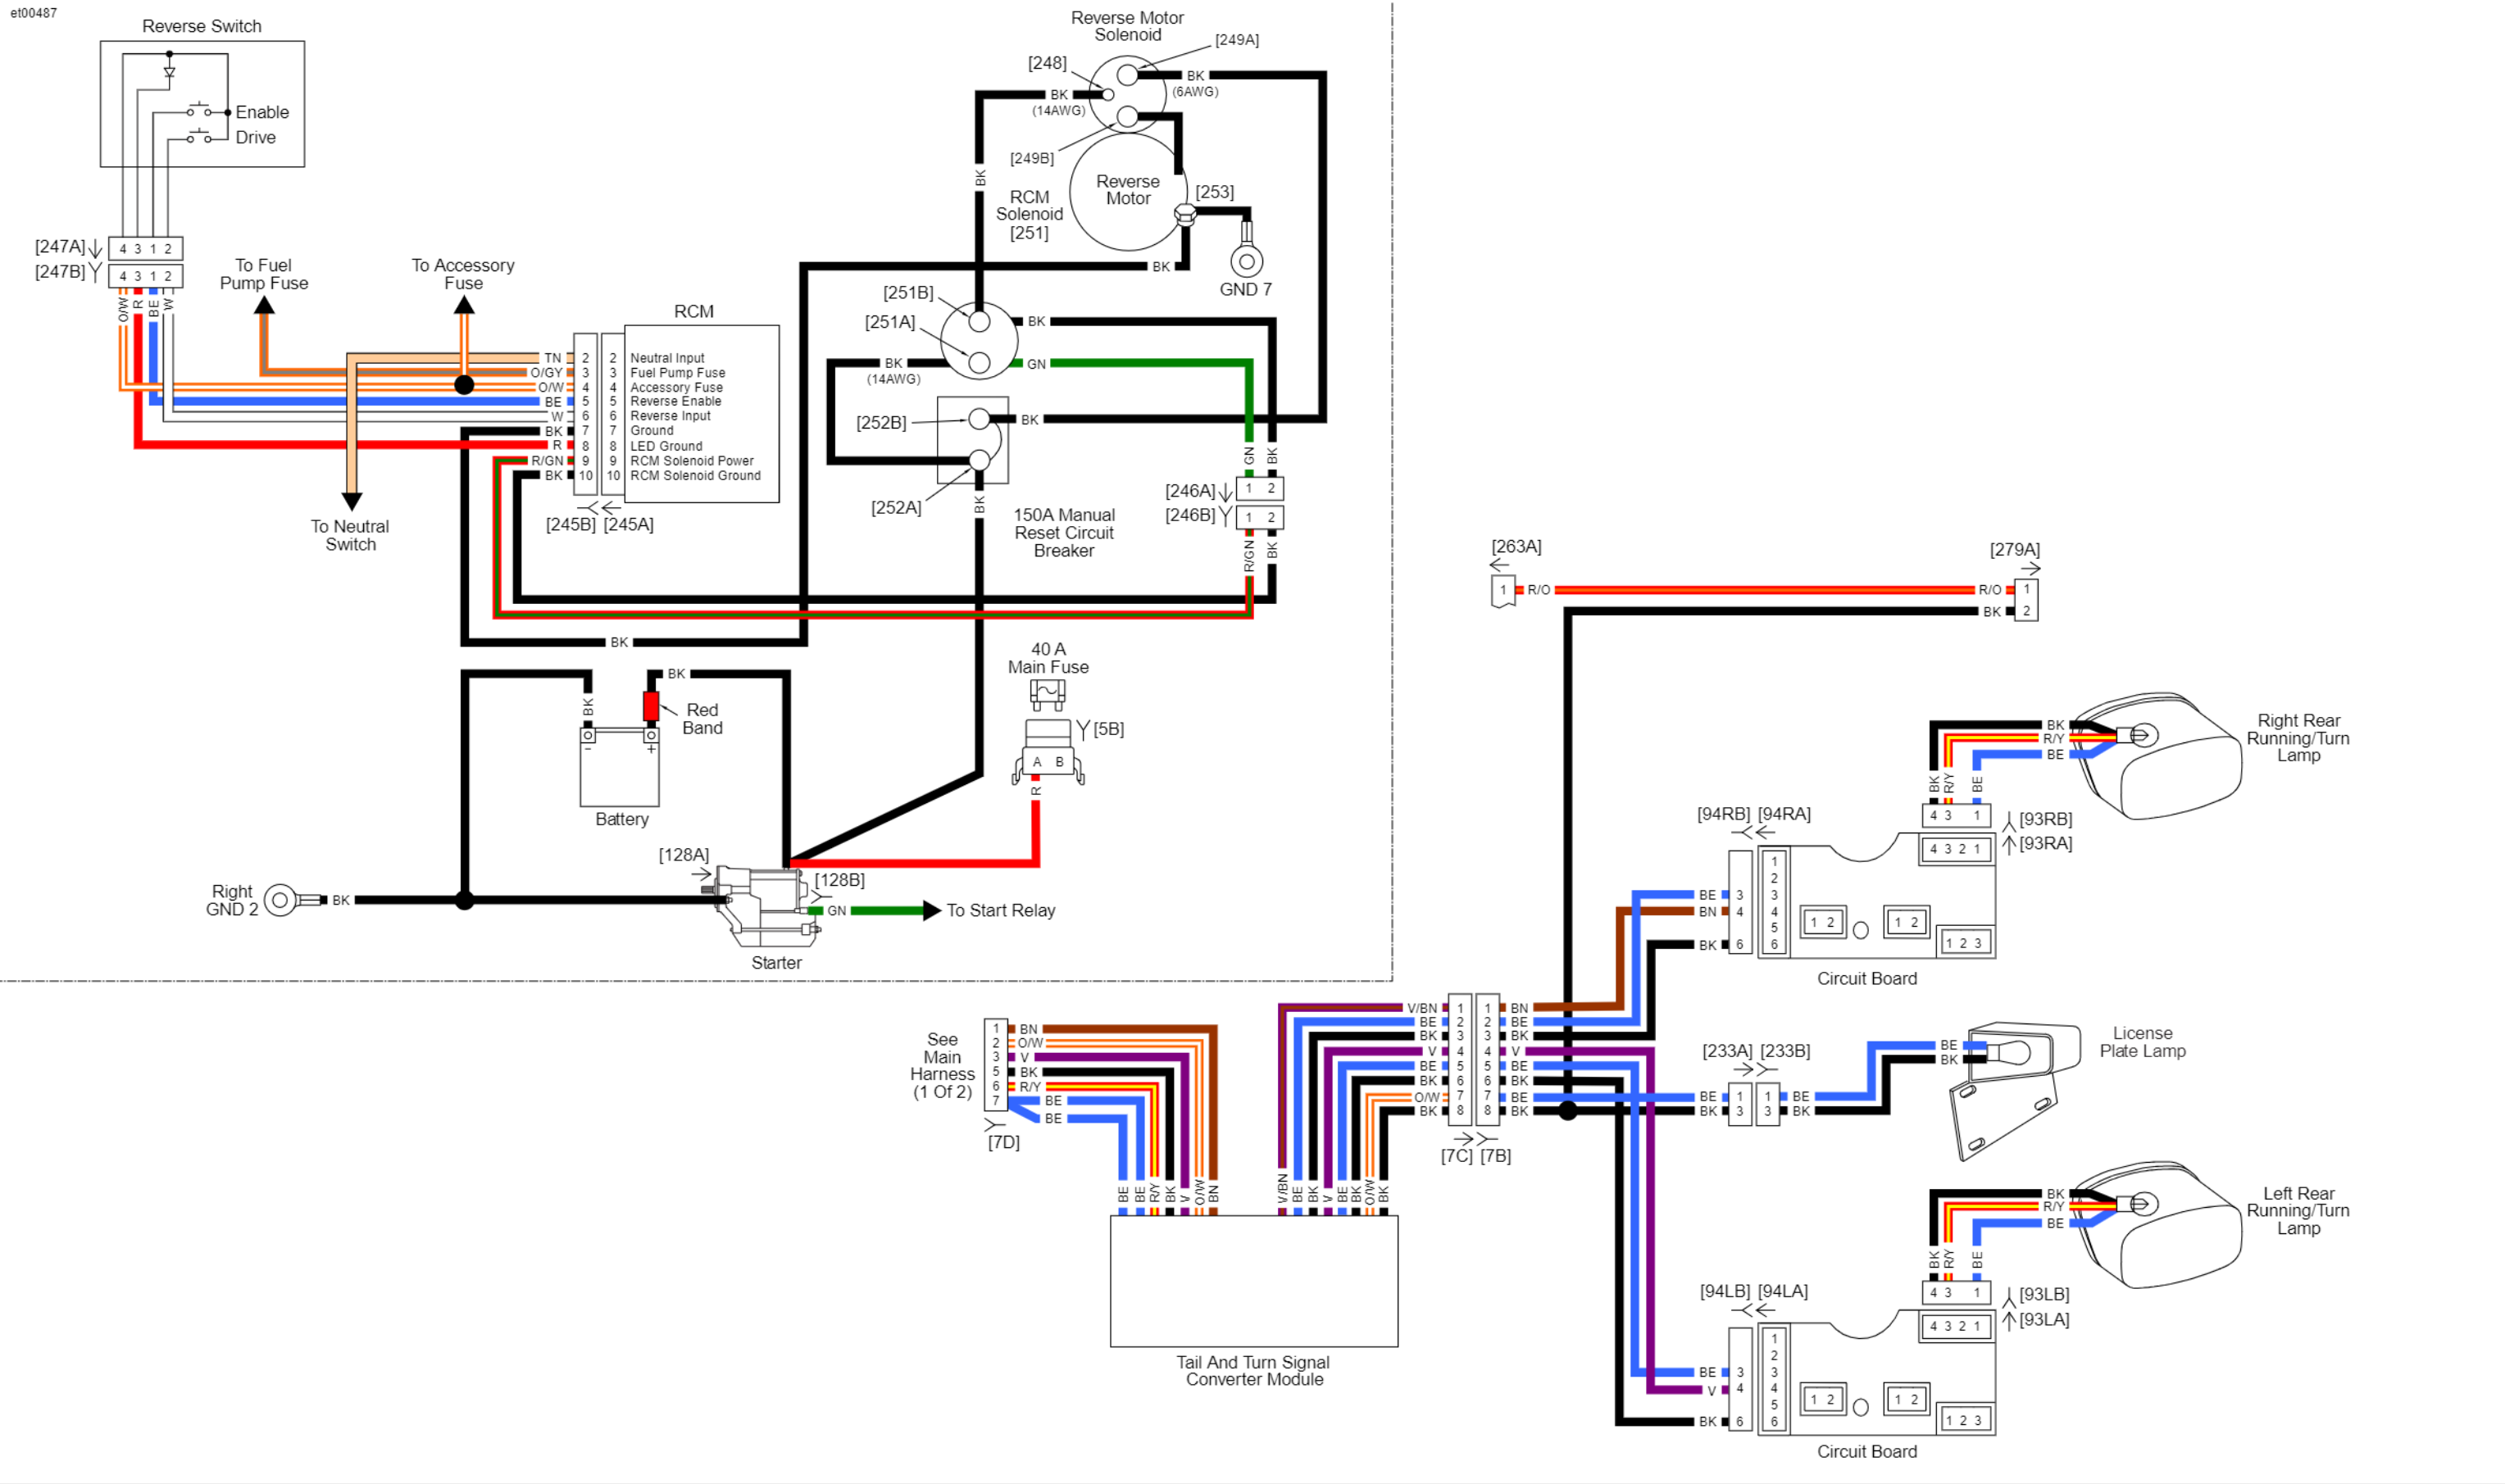 et00487
Reverse Switch
Enable
Drive
[247A]
4 3 1 2
[247B]
4 3 1 2
O/W
R
BE
W
To Fuel
Pump Fuse
To Accessory
Fuse
To Neutral
Switch
RCM
TN 2 2 Neutral Input
O/GY 3 3 Fuel Pump Fuse
O/W 4 4 Accessory Fuse
BE 5 5 Reverse Enable
W 6 6 Reverse Input
BK 7 7 Ground
R 8 8 LED Ground
R/GN 9 9 RCM Solenoid Power
BK 10 10 RCM Solenoid Ground
[245B] [245A]
BK
Reverse Motor
Solenoid
[249A]
[248]
BK
(14AWG)
BK
(6AWG)
[249B]
BK
Reverse
Motor
[253]
RCM
Solenoid
[251]
BK
GND 7
[251B]
[251A]
BK
BK
(14AWG)
GN
[252B]
BK
[252A]
BK
150A Manual
Reset Circuit
Breaker
GN
BK
[246A]
1 2
[246B]
1 2
R/GN
BK
40 A
Main Fuse
[5B]
A B
R
BK
BK
Red
Band
- +
Battery
[128A]
[128B]
Right
GND 2
BK
GN
To Start Relay
Starter
[263A]
1 R/O
[279A]
R/O 1
BK 2
Right Rear
Running/Turn
Lamp
BK
R/Y
BE
BK
R/Y
BE
4 3 1
[93RB]
[93RA]
4 3 2 1
[94RB] [94RA]
BE 3
BN 4
BK 6
1
2
3
4
5
6
1 2
1 2
1 2 3
Circuit Board
See
Main
Harness
(1 Of 2)
1 BN
2 O/W
3 V
5 BK
6 R/Y
7 BE
BE
[7D]
BE
BE
R/Y
BK
V
O/W
BN
V/BN
BE
BK
V
BE
BK
O/W
BK
Tail And Turn Signal
Converter Module
V/BN 1 1 BN
BE 2 2 BE
BK 3 3 BK
V 4 4 V
BE 5 5 BE
BK 6 6 BK
O/W 7 7 BE
BK 8 8 BK
[7C] [7B]
[233A] [233B]
BE 1 1 BE
BK 3 3 BK
BE
BK
License
Plate Lamp
Left Rear
Running/Turn
Lamp
BK
R/Y
BE
BK
R/Y
BE
4 3 1
[93LB]
[93LA]
4 3 2 1
[94LB] [94LA]
BE 3
V 4
BK 6
1
2
3
4
5
6
1 2
1 2
1 2 3
Circuit Board